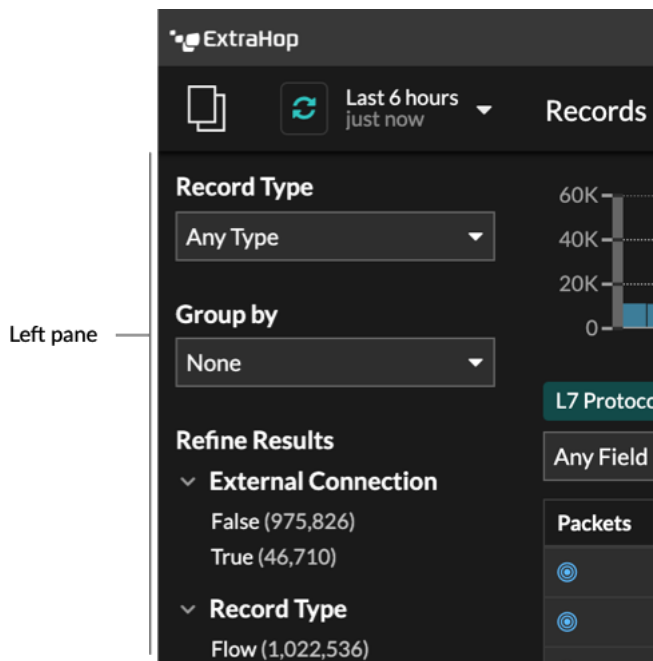 ExtraHop
Last 6 hours
just now
Records
Left pane
Record Type
Any Type
Group by
None
Refine Results
External Connection
False (975,826)
True (46,710)
Record Type
Flow (1,022,536)
60K
40K
20K
0
L7 Protoco
Any Field
Packets